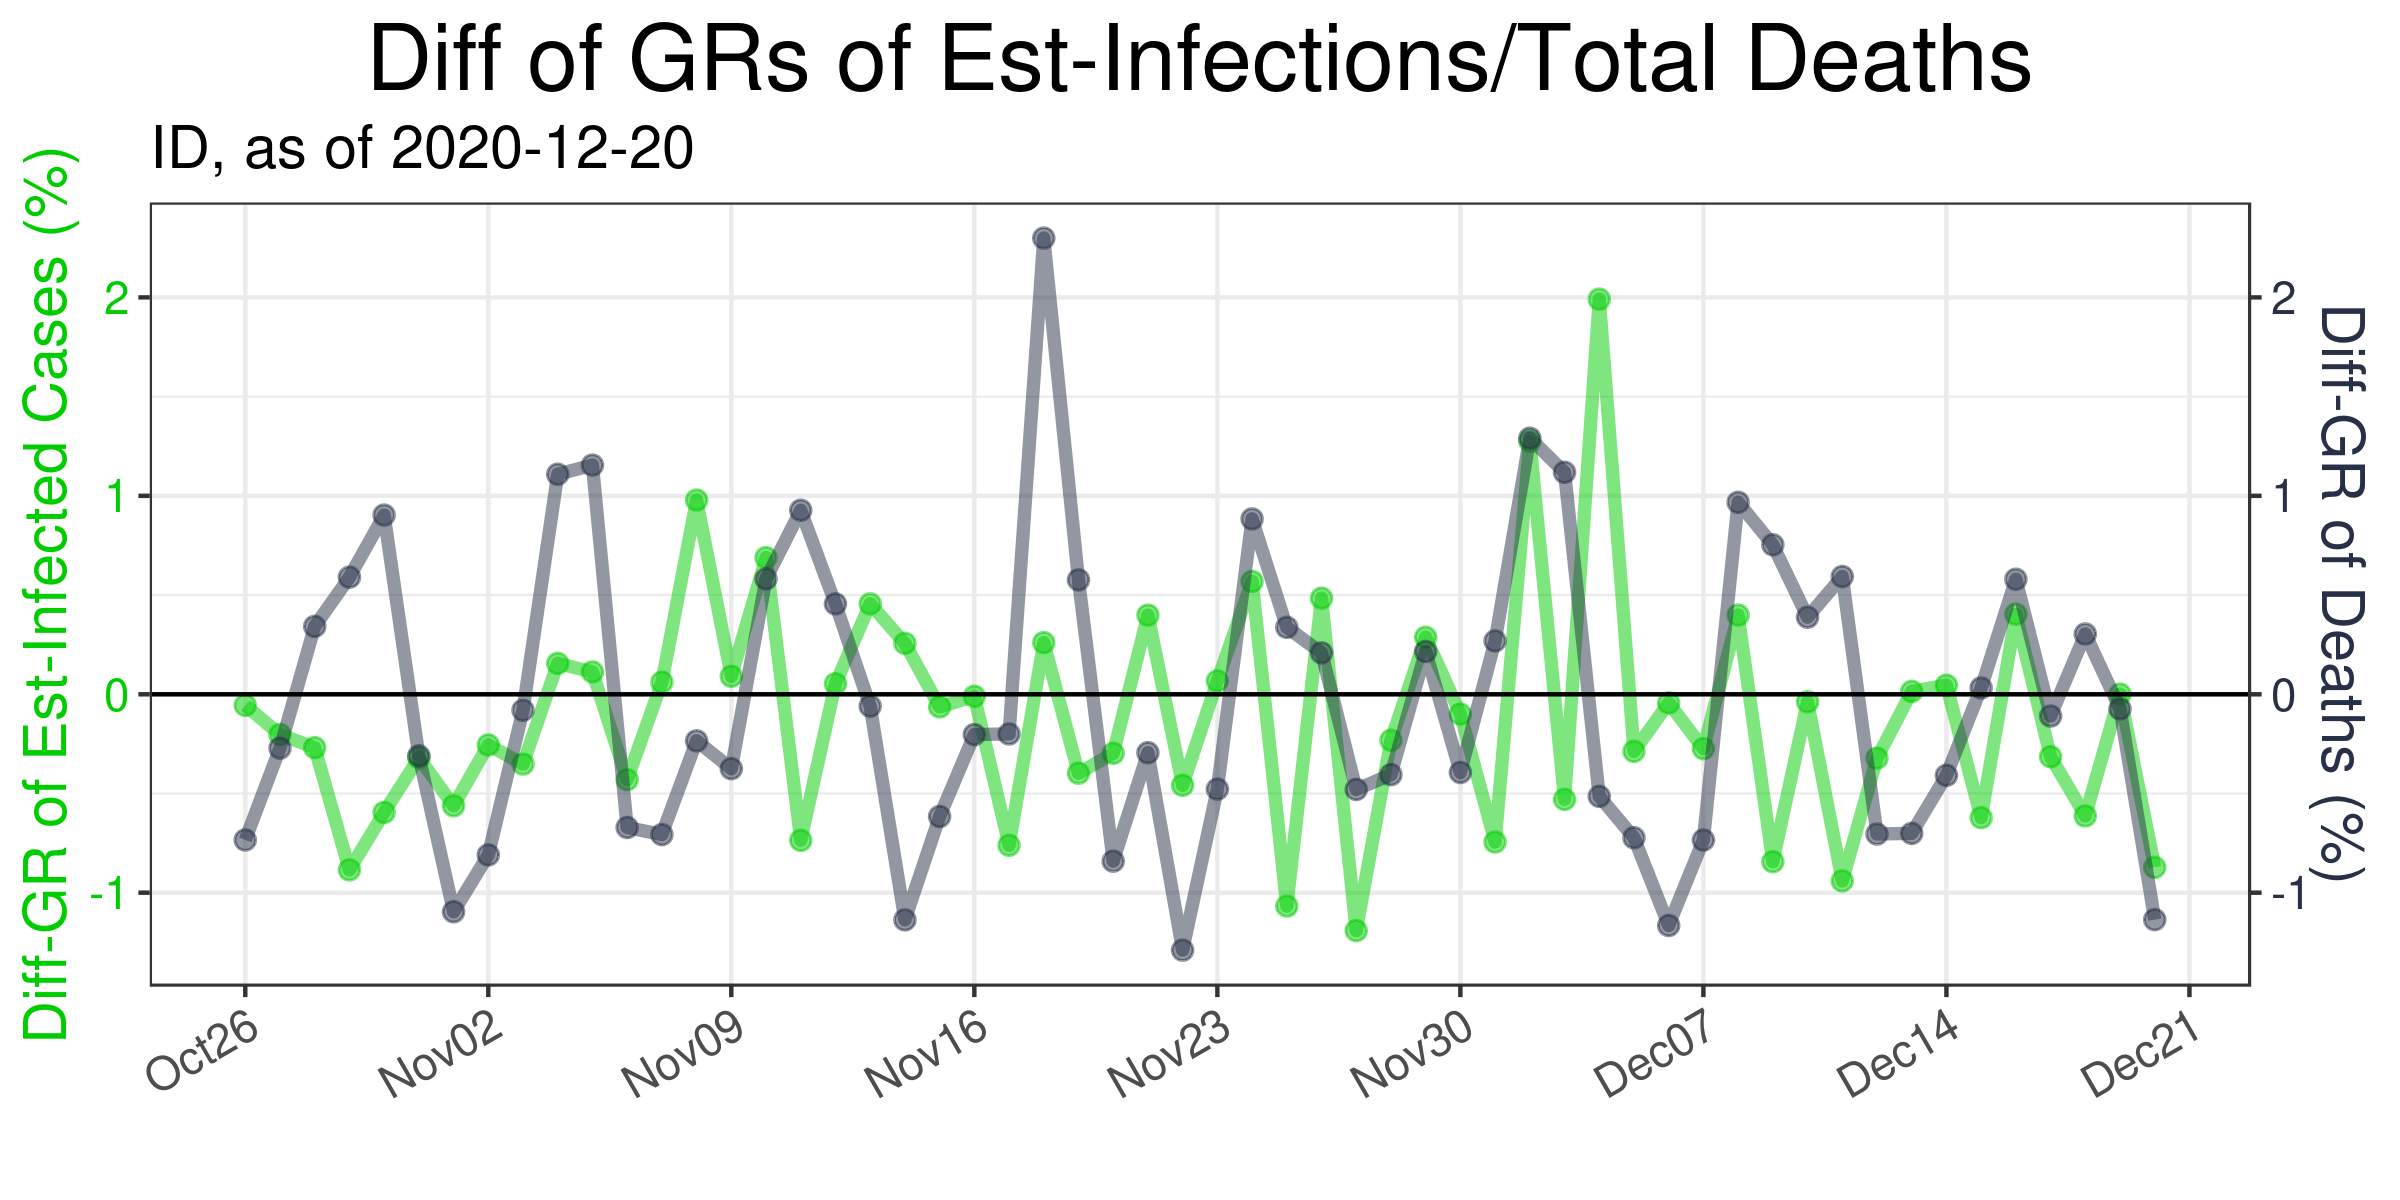 Diff of GRs of Est-Infections/Total Deaths
ID, as of 2020-12-20
Diff-GR of Est-Infected Cases (%)
2
1
0
-1
2
1
0
-1
Diff-GR of Deaths (%)
Oct26
Nov02
Nov09
Nov16
Nov23
Nov30
Dec07
Dec14
Dec21